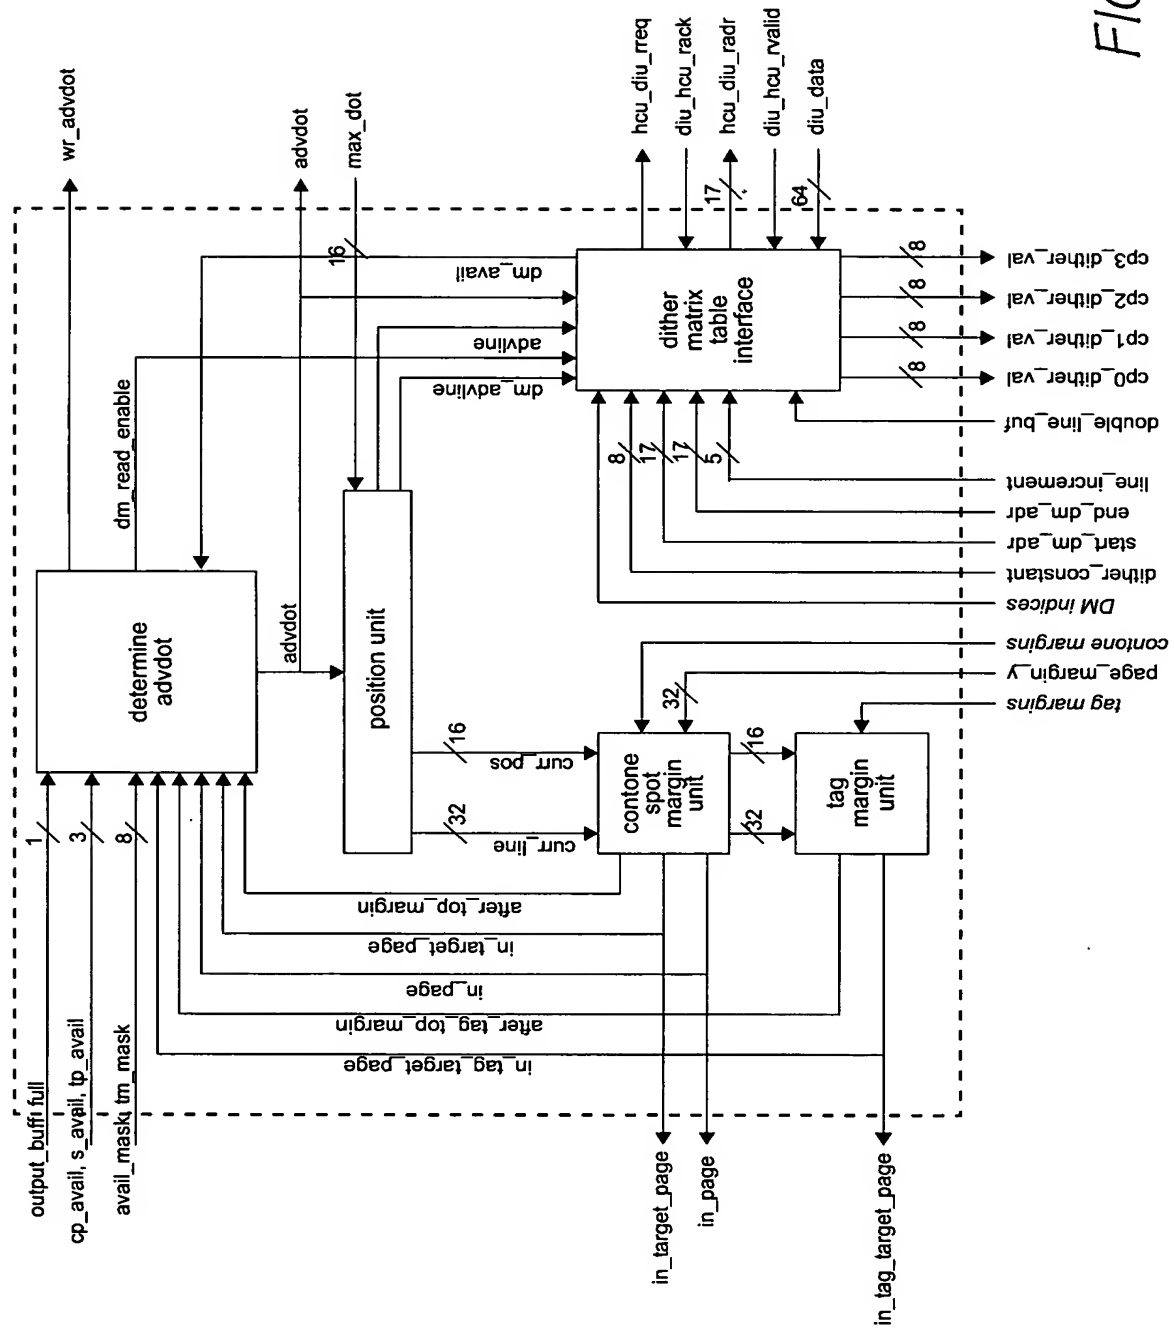 FIG
wr_advdot
advdot
max_dot
hcu_diu_rreq
diu_hcu_rack
hcu_diu_radr
diu_hcu_rvalid
diu_data
17
64
16
dm_avail
advline
dm_advline
dm_read_enable
determine
advdot
advdot
position unit
dither
matrix
table
interface
8
8
8
8
cp3_dither_val
cp2_dither_val
cp1_dither_val
cp0_dither_val
double_line_buf
line_increment
end_dm_adr
start_dm_adr
dither_constant
DM indices
contone margins
page_margin_y
tag margins
8
17
17
5
32
16
curr_pos
32
curr_line
contone
spot
margin
unit
16
32
tag
margin
unit
1
3
8
output_buff_full
cp_avail, s_avail, tp_avail
avail_mask, tm_mask
after_top_margin
in_target_page
in_page
after_tag_top_margin
in_tag_target_page
in_target_page
in_page
in_tag_target_page